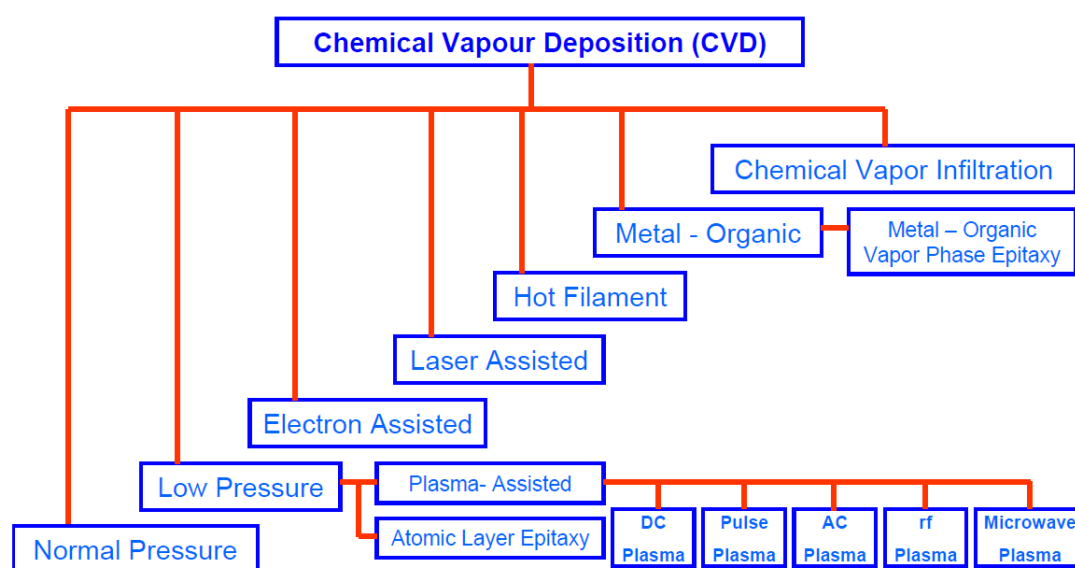 Chemical Vapour Deposition (CVD)
Chemical Vapor Infiltration
Metal - Organic
Metal – Organic
Vapor Phase Epitaxy
Hot Filament
Laser Assisted
Electron Assisted
Low Pressure
Plasma- Assisted
Atomic Layer Epitaxy
DC
Plasma
Pulse
Plasma
AC
Plasma
rf
Plasma
Microwave
Plasma
Normal Pressure